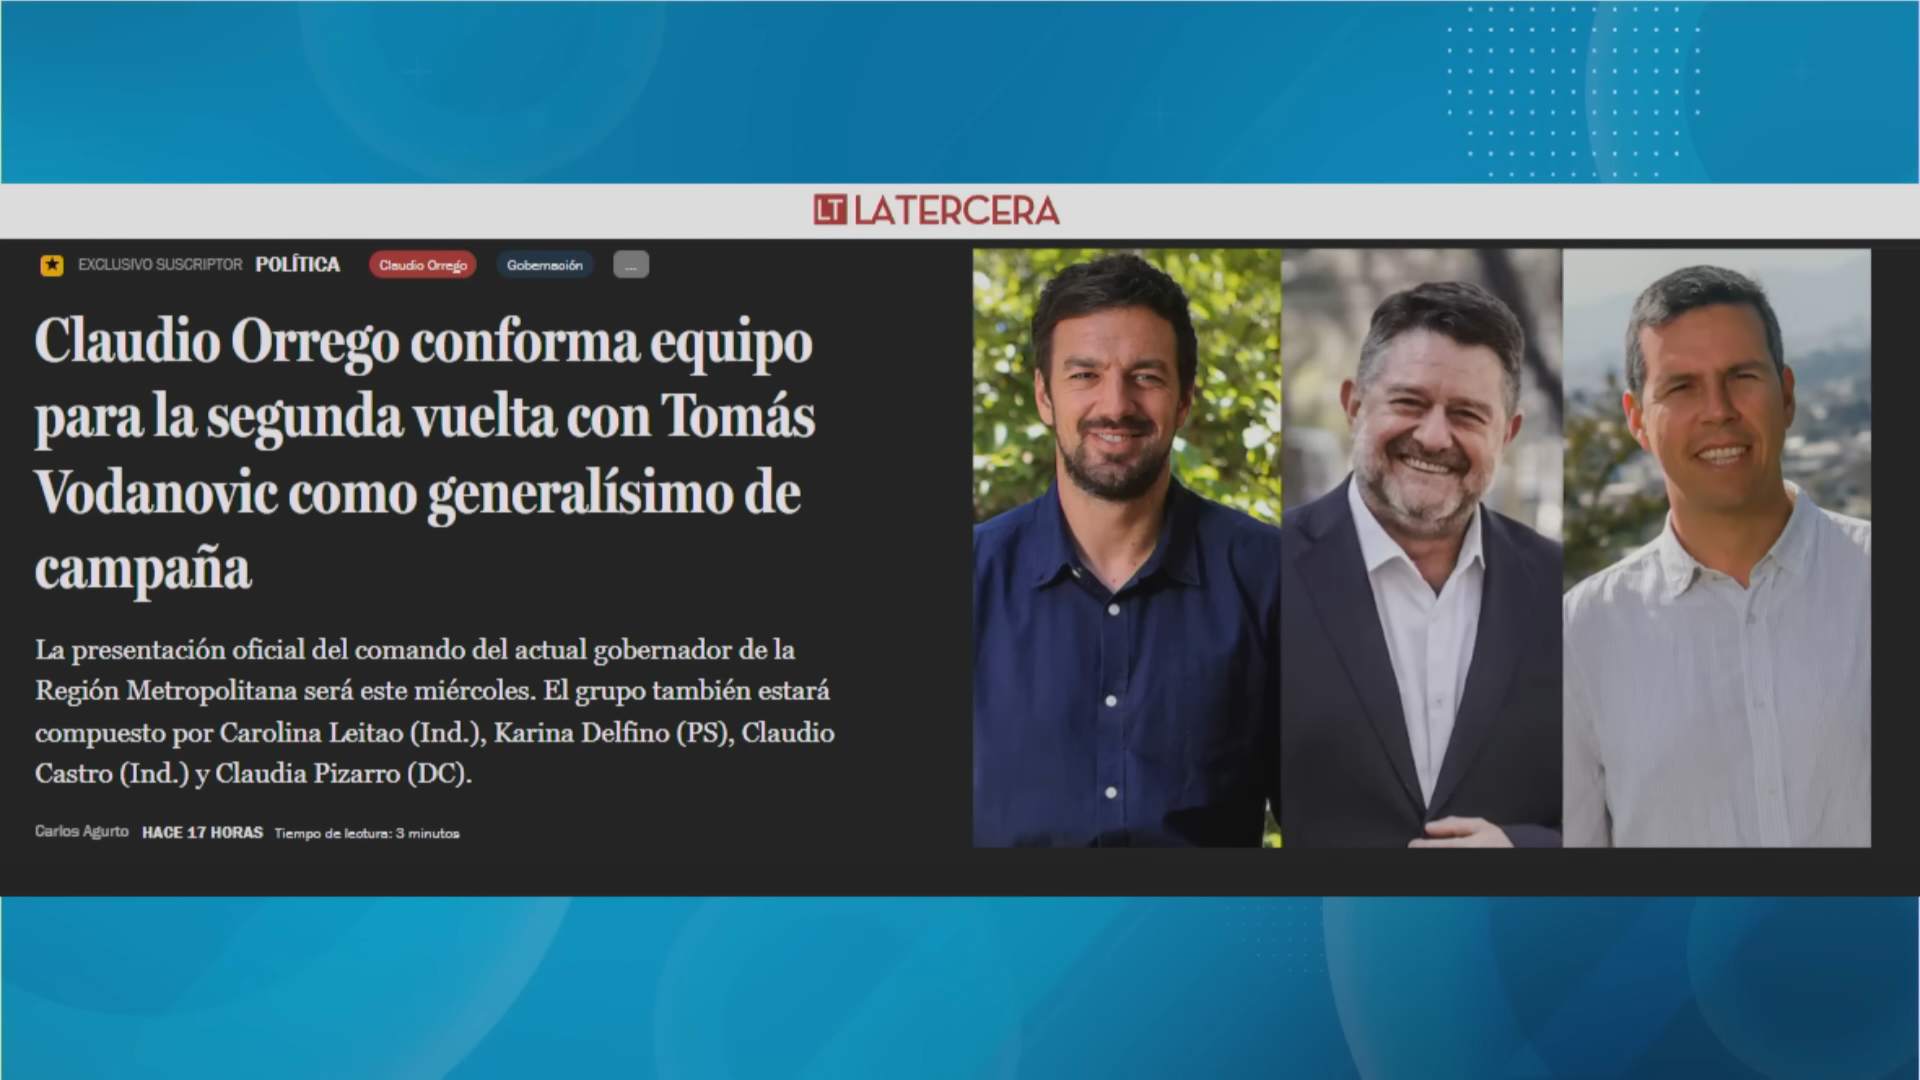 LT LATERCERA
EXCLUSIVO SUSCRIPTOR POLÍTICA Claudio Orrego Gobernación ...
Claudio Orrego conforma equipo
para la segunda vuelta con Tomás
Vodanovic como generalísimo de
campaña
La presentación oficial del comando del actual gobernador de la
Región Metropolitana será este miércoles. El grupo también estará
compuesto por Carolina Leitao (Ind.), Karina Delfino (PS), Claudio
Castro (Ind.) y Claudia Pizarro (DC).
Carlos Agurto HACE 17 HORAS Tiempo de lectura: 3 minutos